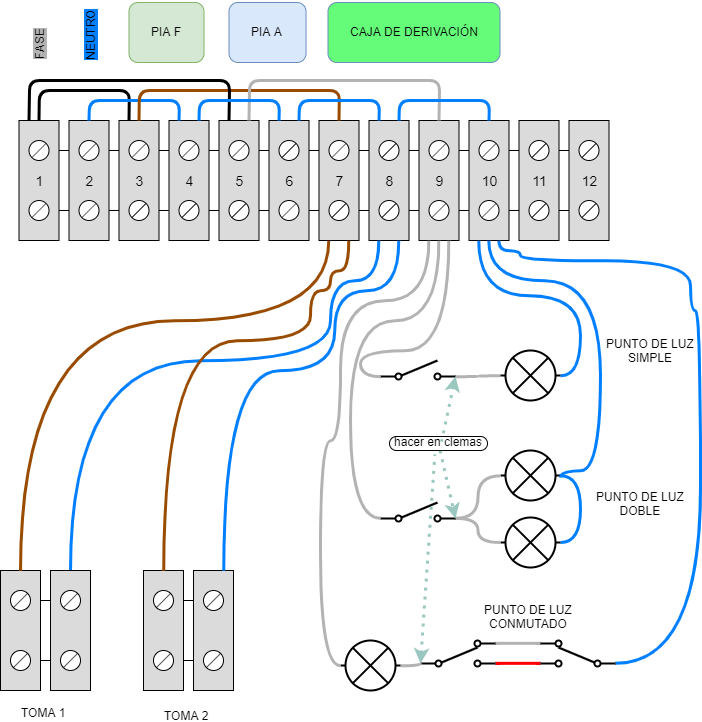 FASE
NEUTRO
PIA F
PIA A
CAJA DE DERIVACIÓN
1 2 3 4 5 6 7 8 9 10 11 12
PUNTO DE LUZ
SIMPLE
hacer en clemas
PUNTO DE LUZ
DOBLE
PUNTO DE LUZ
CONMUTADO
TOMA 1
TOMA 2